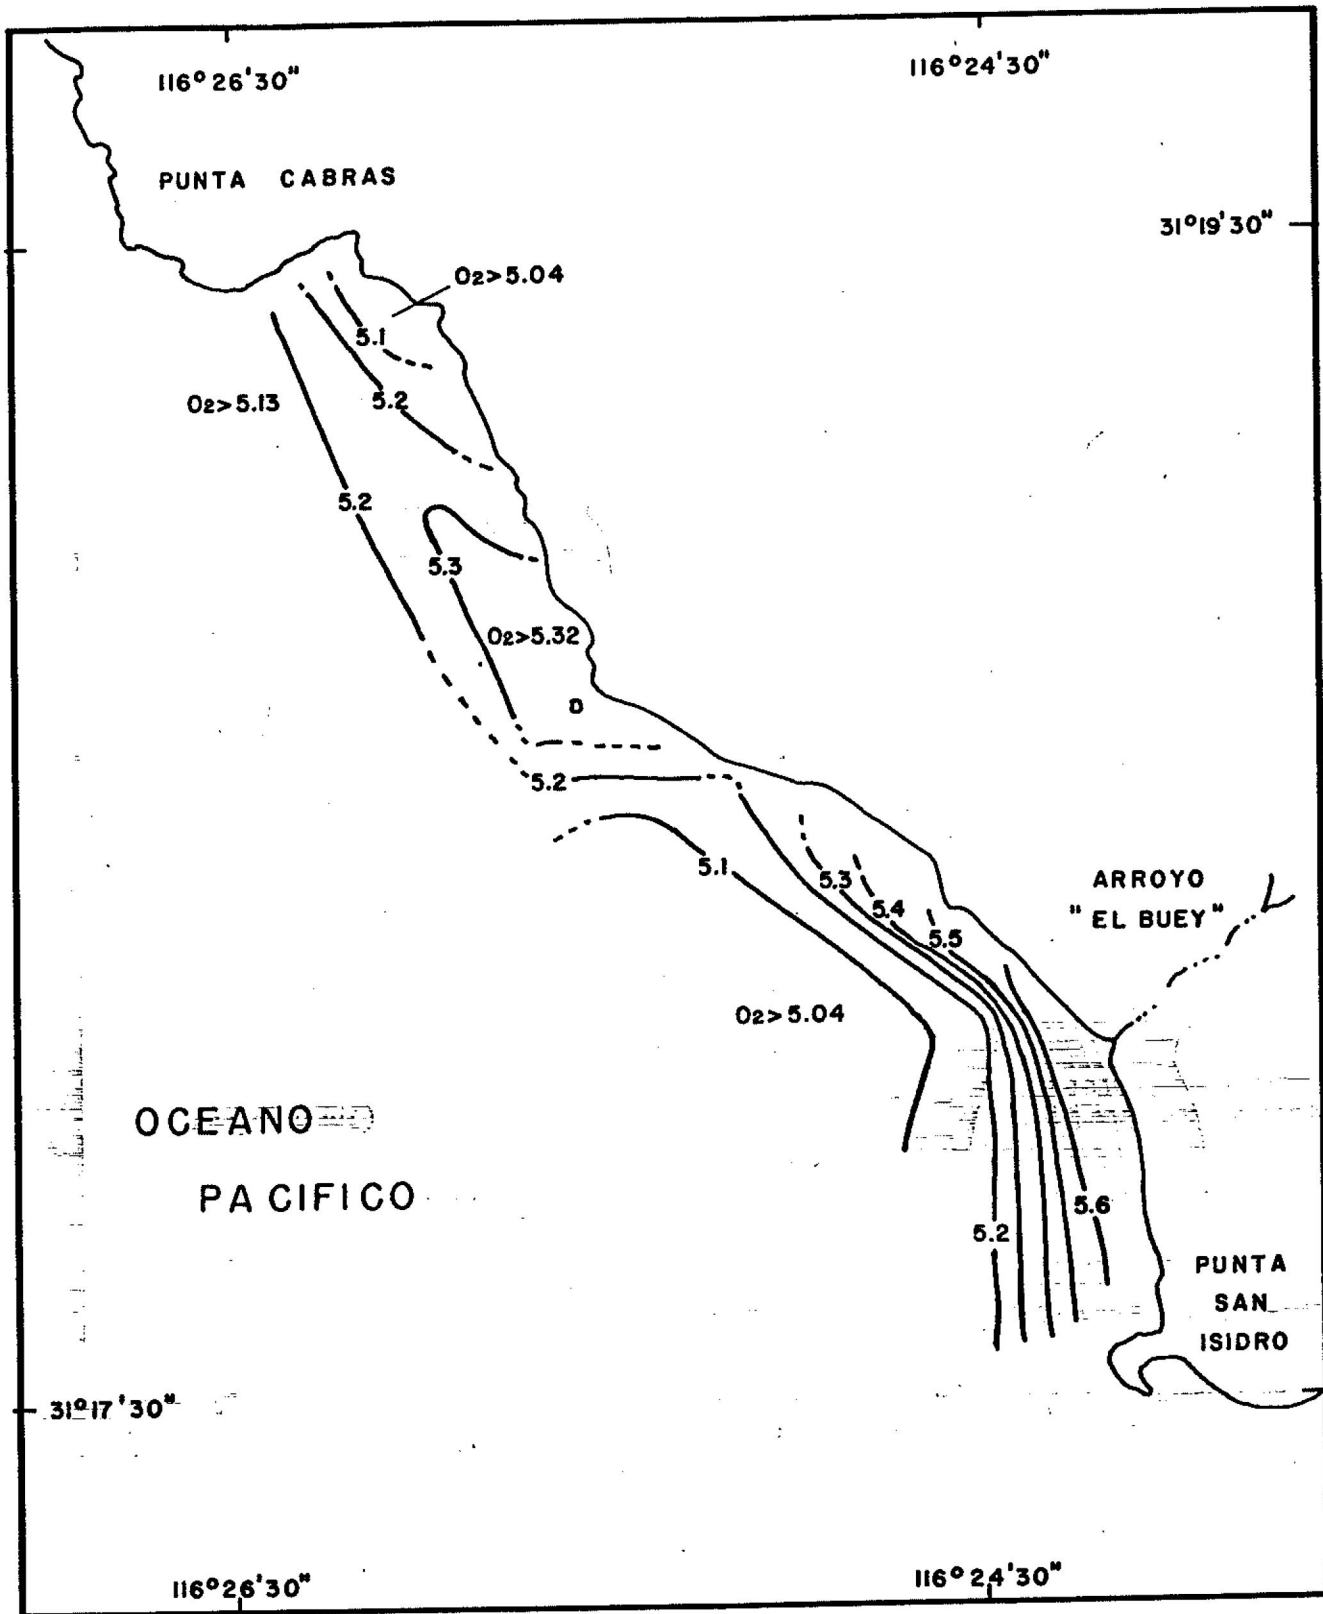 116°26'30"
116°24'30"
PUNTA CABRAS
31°19'30"
O2>5.04
5.1
O2>5.13
5.2
5.2
5.3
O2>5.32
D
5.2
5.1
5.3
5.4
5.5
ARROYO
"EL BUEY"
O2>5.04
OCEANO
PACIFICO
5.6
5.2
PUNTA
SAN
ISIDRO
31°17'30"
116°26'30"
116°24'30"